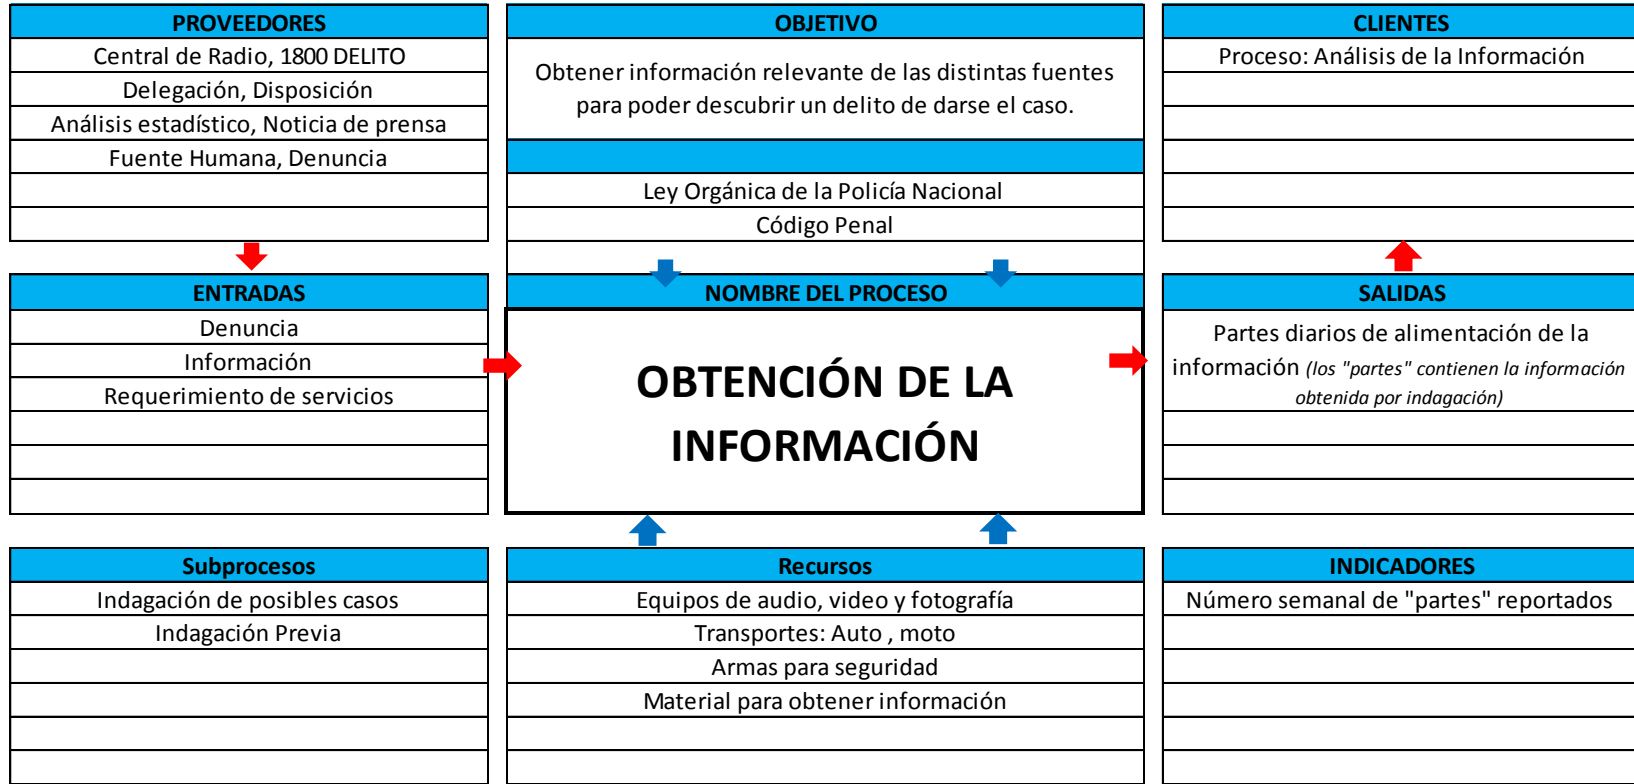 PROVEEDORES
Central de Radio, 1800 DELITO
Delegación, Disposición
Análisis estadístico, Noticia de prensa
Fuente Humana, Denuncia
OBJETIVO
Obtener información relevante de las distintas fuentes
para poder descubrir un delito de darse el caso.
Ley Orgánica de la Policía Nacional
Código Penal
CLIENTES
Proceso: Análisis de la Información
ENTRADAS
Denuncia
Información
Requerimiento de servicios
NOMBRE DEL PROCESO
OBTENCIÓN DE LA
INFORMACIÓN
SALIDAS
Partes diarios de alimentación de la
información (los "partes" contienen la información
obtenida por indagación)
Subprocesos
Indagación de posibles casos
Indagación Previa
Recursos
Equipos de audio, video y fotografía
Transportes: Auto , moto
Armas para seguridad
Material para obtener información
INDICADORES
Número semanal de "partes" reportados